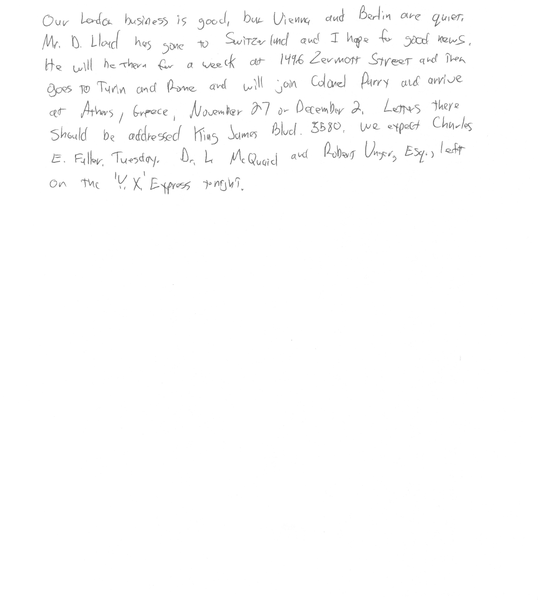 Our London business is good, but Vienna and Berlin are quiet.
Mr. D. Lloyd has gone to Switzerland and I hope for good news.
He will be there for a week at 1496 Zermott Street and then
goes to Turin and Rome and will join Colonel Parry and arrive
at Athens, Greece, November 27 or December 2. Letters there
should be addressed King James Blvd. 3580. We expect Charles
E. Fuller, Tuesday. Dr. L McQuaid and Robert Unger, Esq., left
on the 'Y. X' Express tonight.